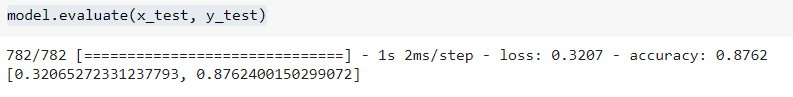 model.evaluate(x_test, y_test)
782/782 [==============================] - 1s 2ms/step - loss: 0.3207 - accuracy: 0.8762
[0.32065272331237793, 0.8762400150299072]